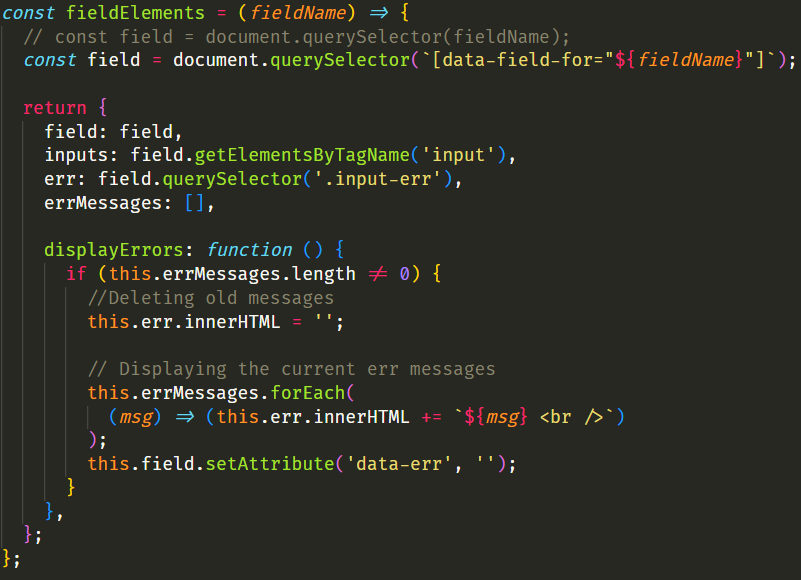 const fieldElements = (fieldName) => {
  // const field = document.querySelector(fieldName);
  const field = document.querySelector(`[data-field-for="${fieldName}"]`);

  return {
    field: field,
    inputs: field.getElementsByTagName('input'),
    err: field.querySelector('.input-err'),
    errMessages: [],

    displayErrors: function () {
      if (this.errMessages.length != 0) {
        //Deleting old messages
        this.err.innerHTML = '';

        // Displaying the current err messages
        this.errMessages.forEach(
          (msg) => (this.err.innerHTML += `${msg} <br />`)
        );
        this.field.setAttribute('data-err', '');
      }
    },
  };
};